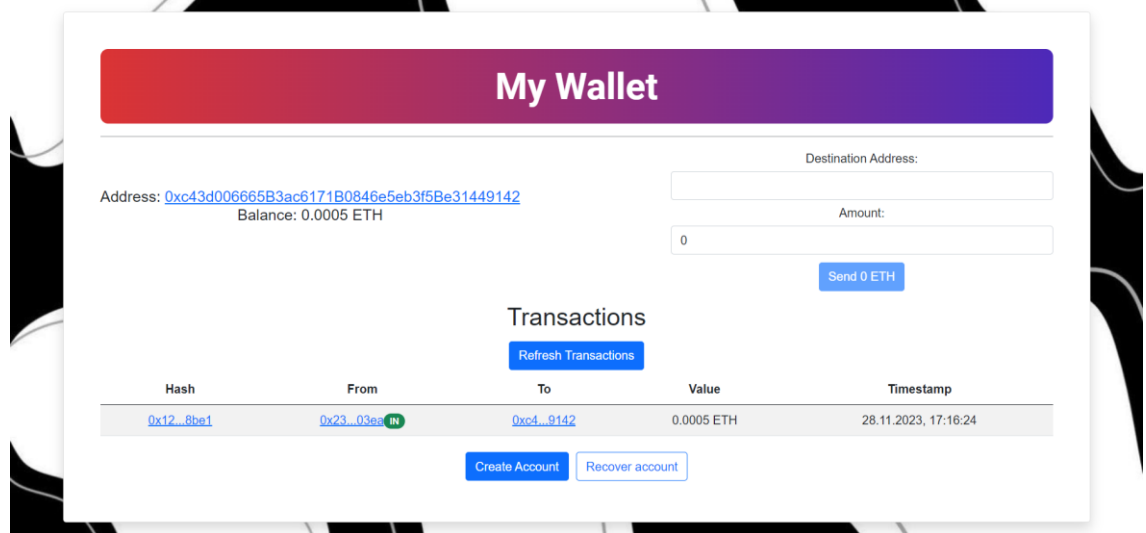 My Wallet
Address: 0xc43d006665B3ac6171B0846e5eb3f5Be31449142
Balance: 0.0005 ETH
Destination Address:
Amount:
0
Send 0 ETH
Transactions
Refresh Transactions
Hash From To Value Timestamp
0x12...8be1 0x23...03ea IN 0xc4...9142 0.0005 ETH 28.11.2023, 17:16:24
Create Account Recover account